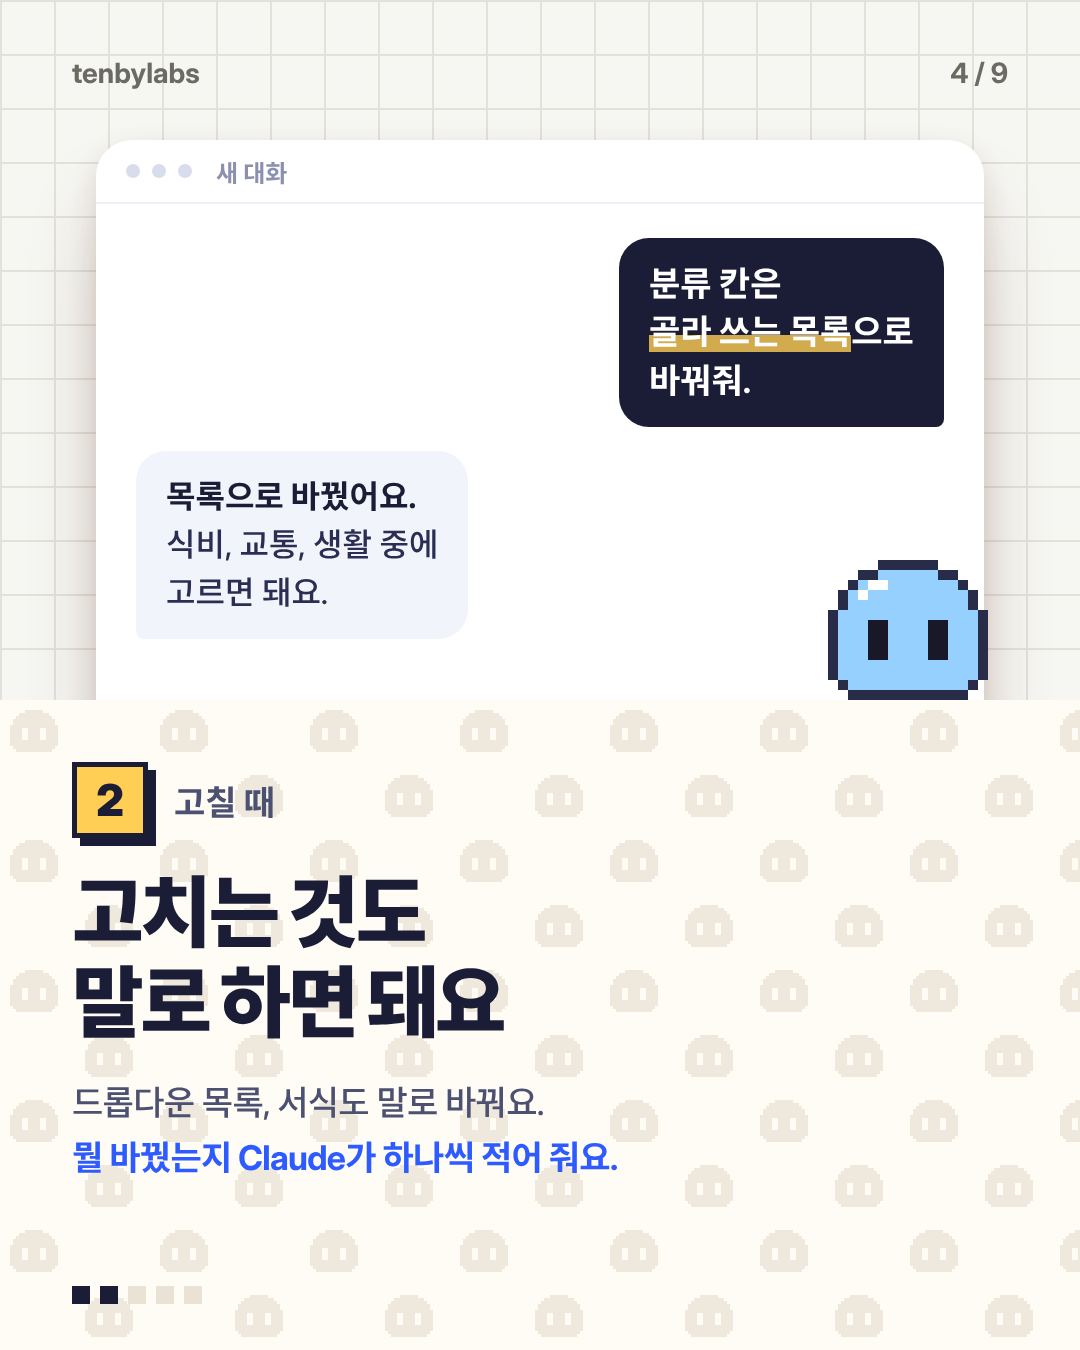 tenbylabs
4 / 9
새 대화
분류 칸은
골라 쓰는 목록으로
바꿔줘.
목록으로 바꿨어요.
식비, 교통, 생활 중에
고르면 돼요.
2
고칠 때
고치는 것도
말로 하면 돼요
드롭다운 목록, 서식도 말로 바꿔요.
뭘 바꿨는지 Claude가 하나씩 적어 줘요.